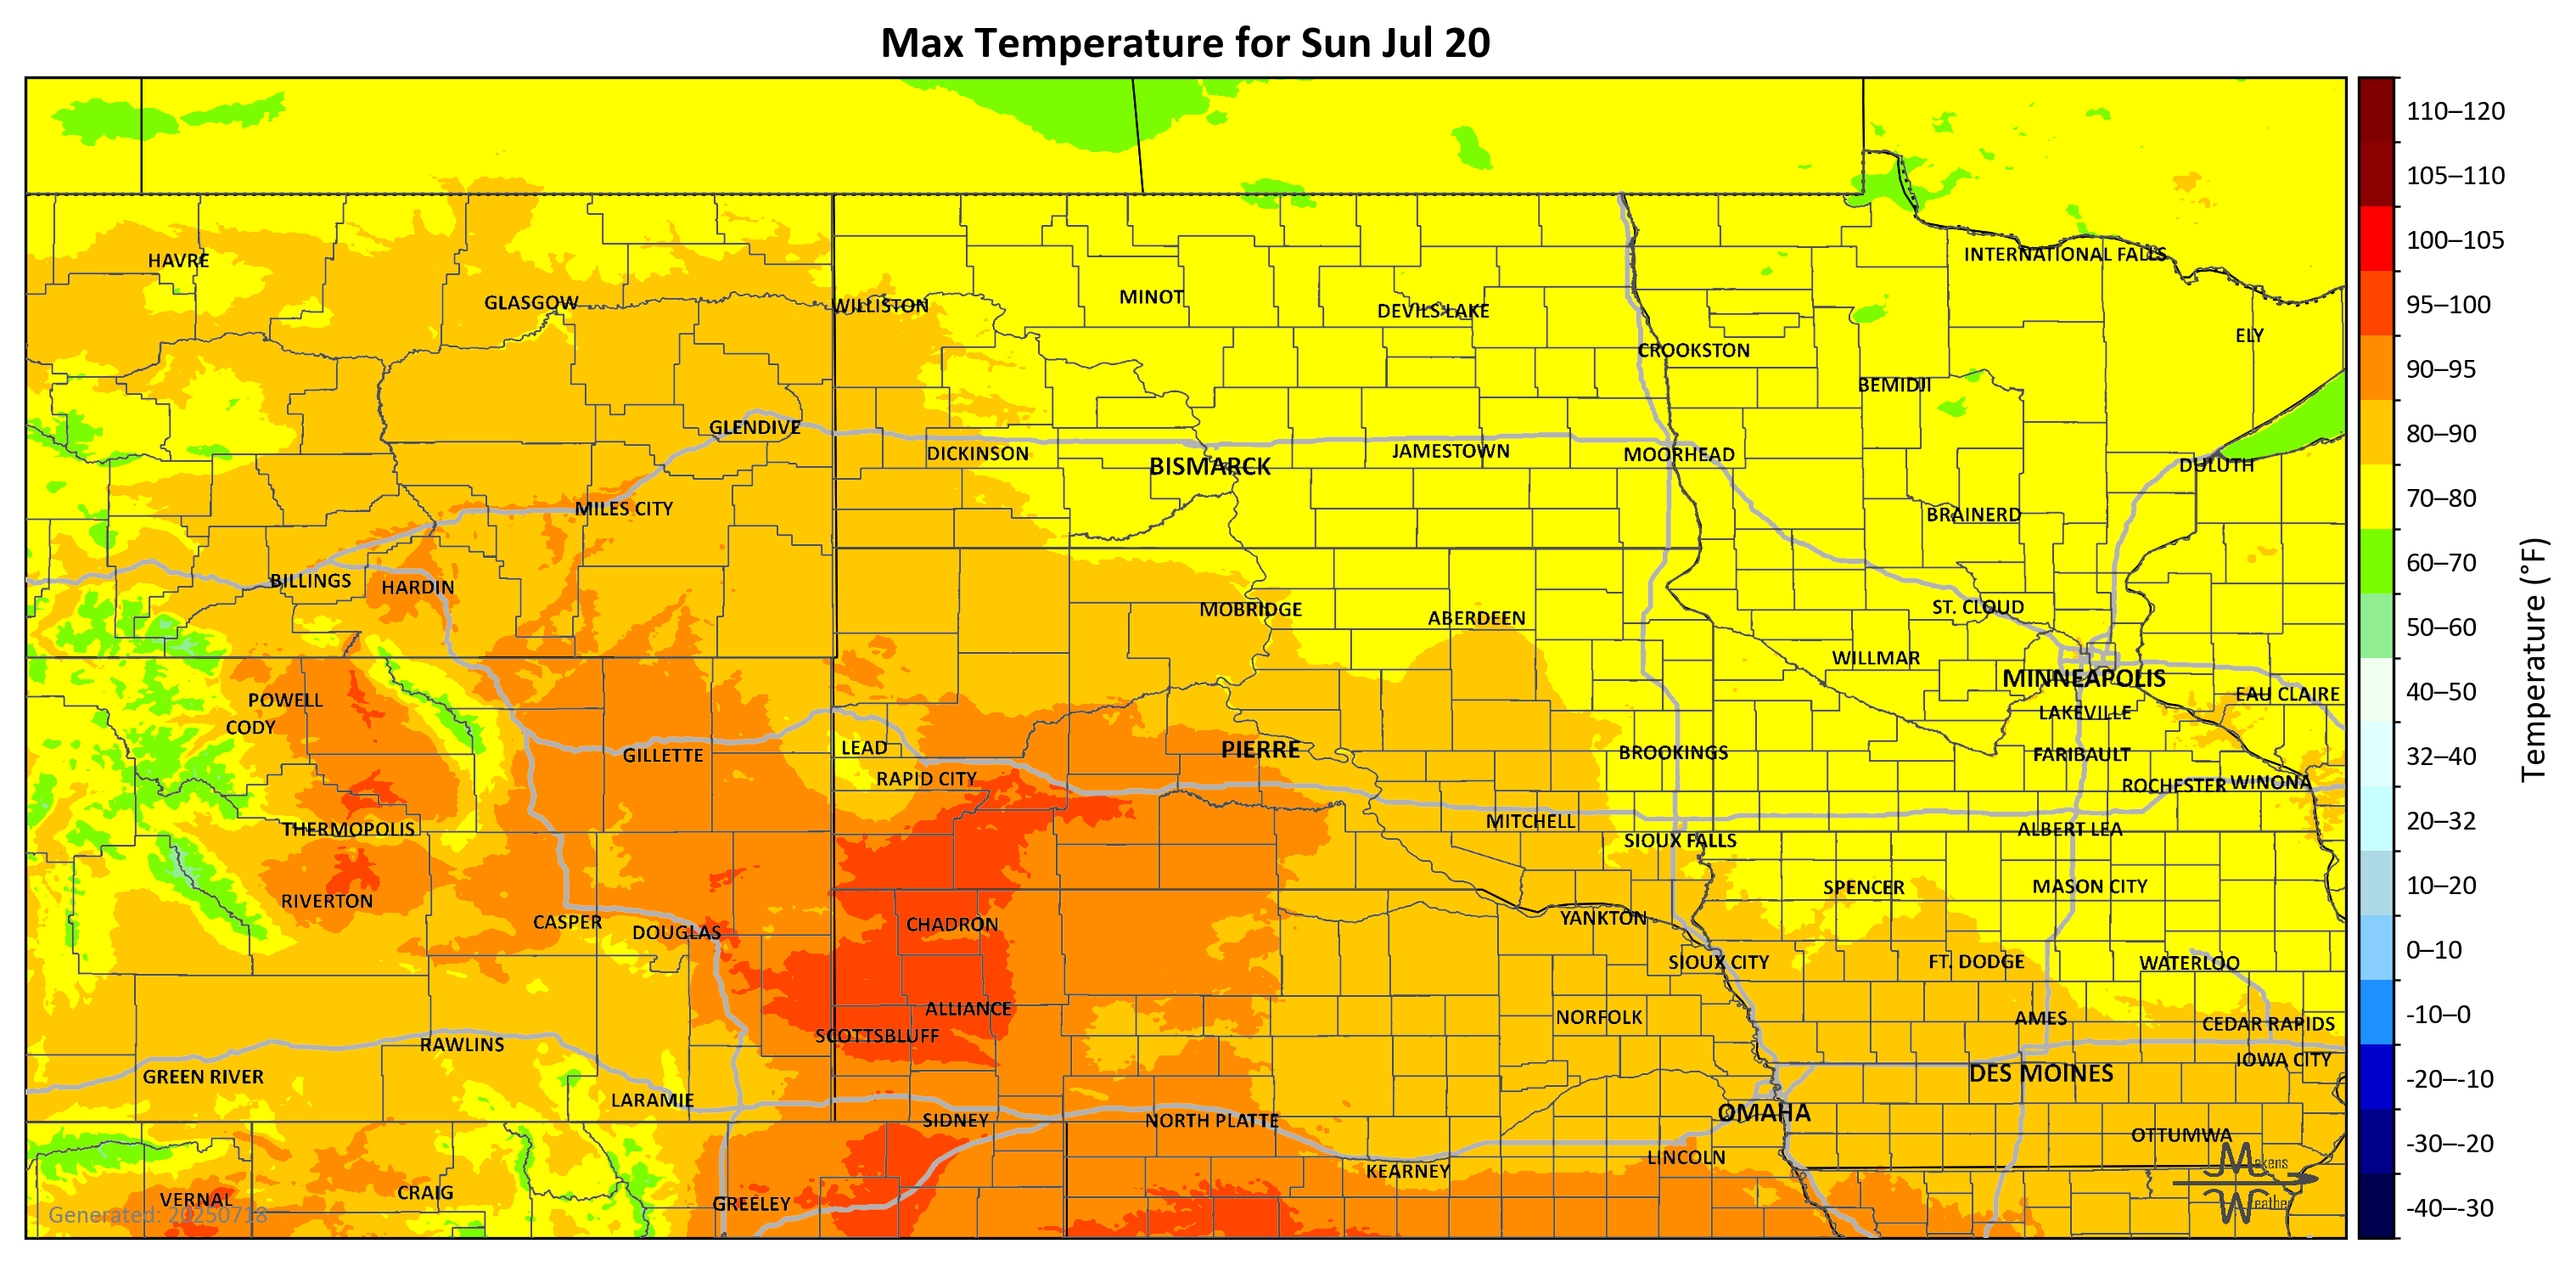 Max Temperature for Sun Jul 20
HAVRE
GLASGOW
WILLISTON
MINOT
DEVILS LAKE
INTERNATIONAL FALLS
ELY
CROOKSTON
BEMIDJI
GLENDIVE
DICKINSON
BISMARCK
JAMESTOWN
MOORHEAD
DULUTH
MILES CITY
BRAINERD
BILLINGS
HARDIN
MOBRIDGE
ABERDEEN
ST. CLOUD
WILLMAR
MINNEAPOLIS
EAU CLAIRE
POWELL
CODY
LAKEVILLE
GILLETTE
LEAD
PIERRE
BROOKINGS
FARIBAULT
RAPID CITY
ROCHESTER
WINONA
THERMOPOLIS
MITCHELL
ALBERT LEA
SIOUX FALLS
RIVERTON
SPENCER
MASON CITY
CASPER
DOUGLAS
CHADRON
YANKTON
SIOUX CITY
FT. DODGE
WATERLOO
ALLIANCE
NORFOLK
AMES
CEDAR RAPIDS
SCOTTSBLUFF
RAWLINS
IOWA CITY
GREEN RIVER
DES MOINES
LARAMIE
SIDNEY
NORTH PLATTE
OMAHA
OTTUMWA
KEARNEY
LINCOLN
VERNAL
CRAIG
GREELEY
Generated: 20250718
Makens
Weather
110–120
105–110
100–105
95–100
90–95
80–90
70–80
60–70
50–60
40–50
32–40
20–32
10–20
0–10
-10–0
-20–-10
-30–-20
-40–-30
Temperature (°F)